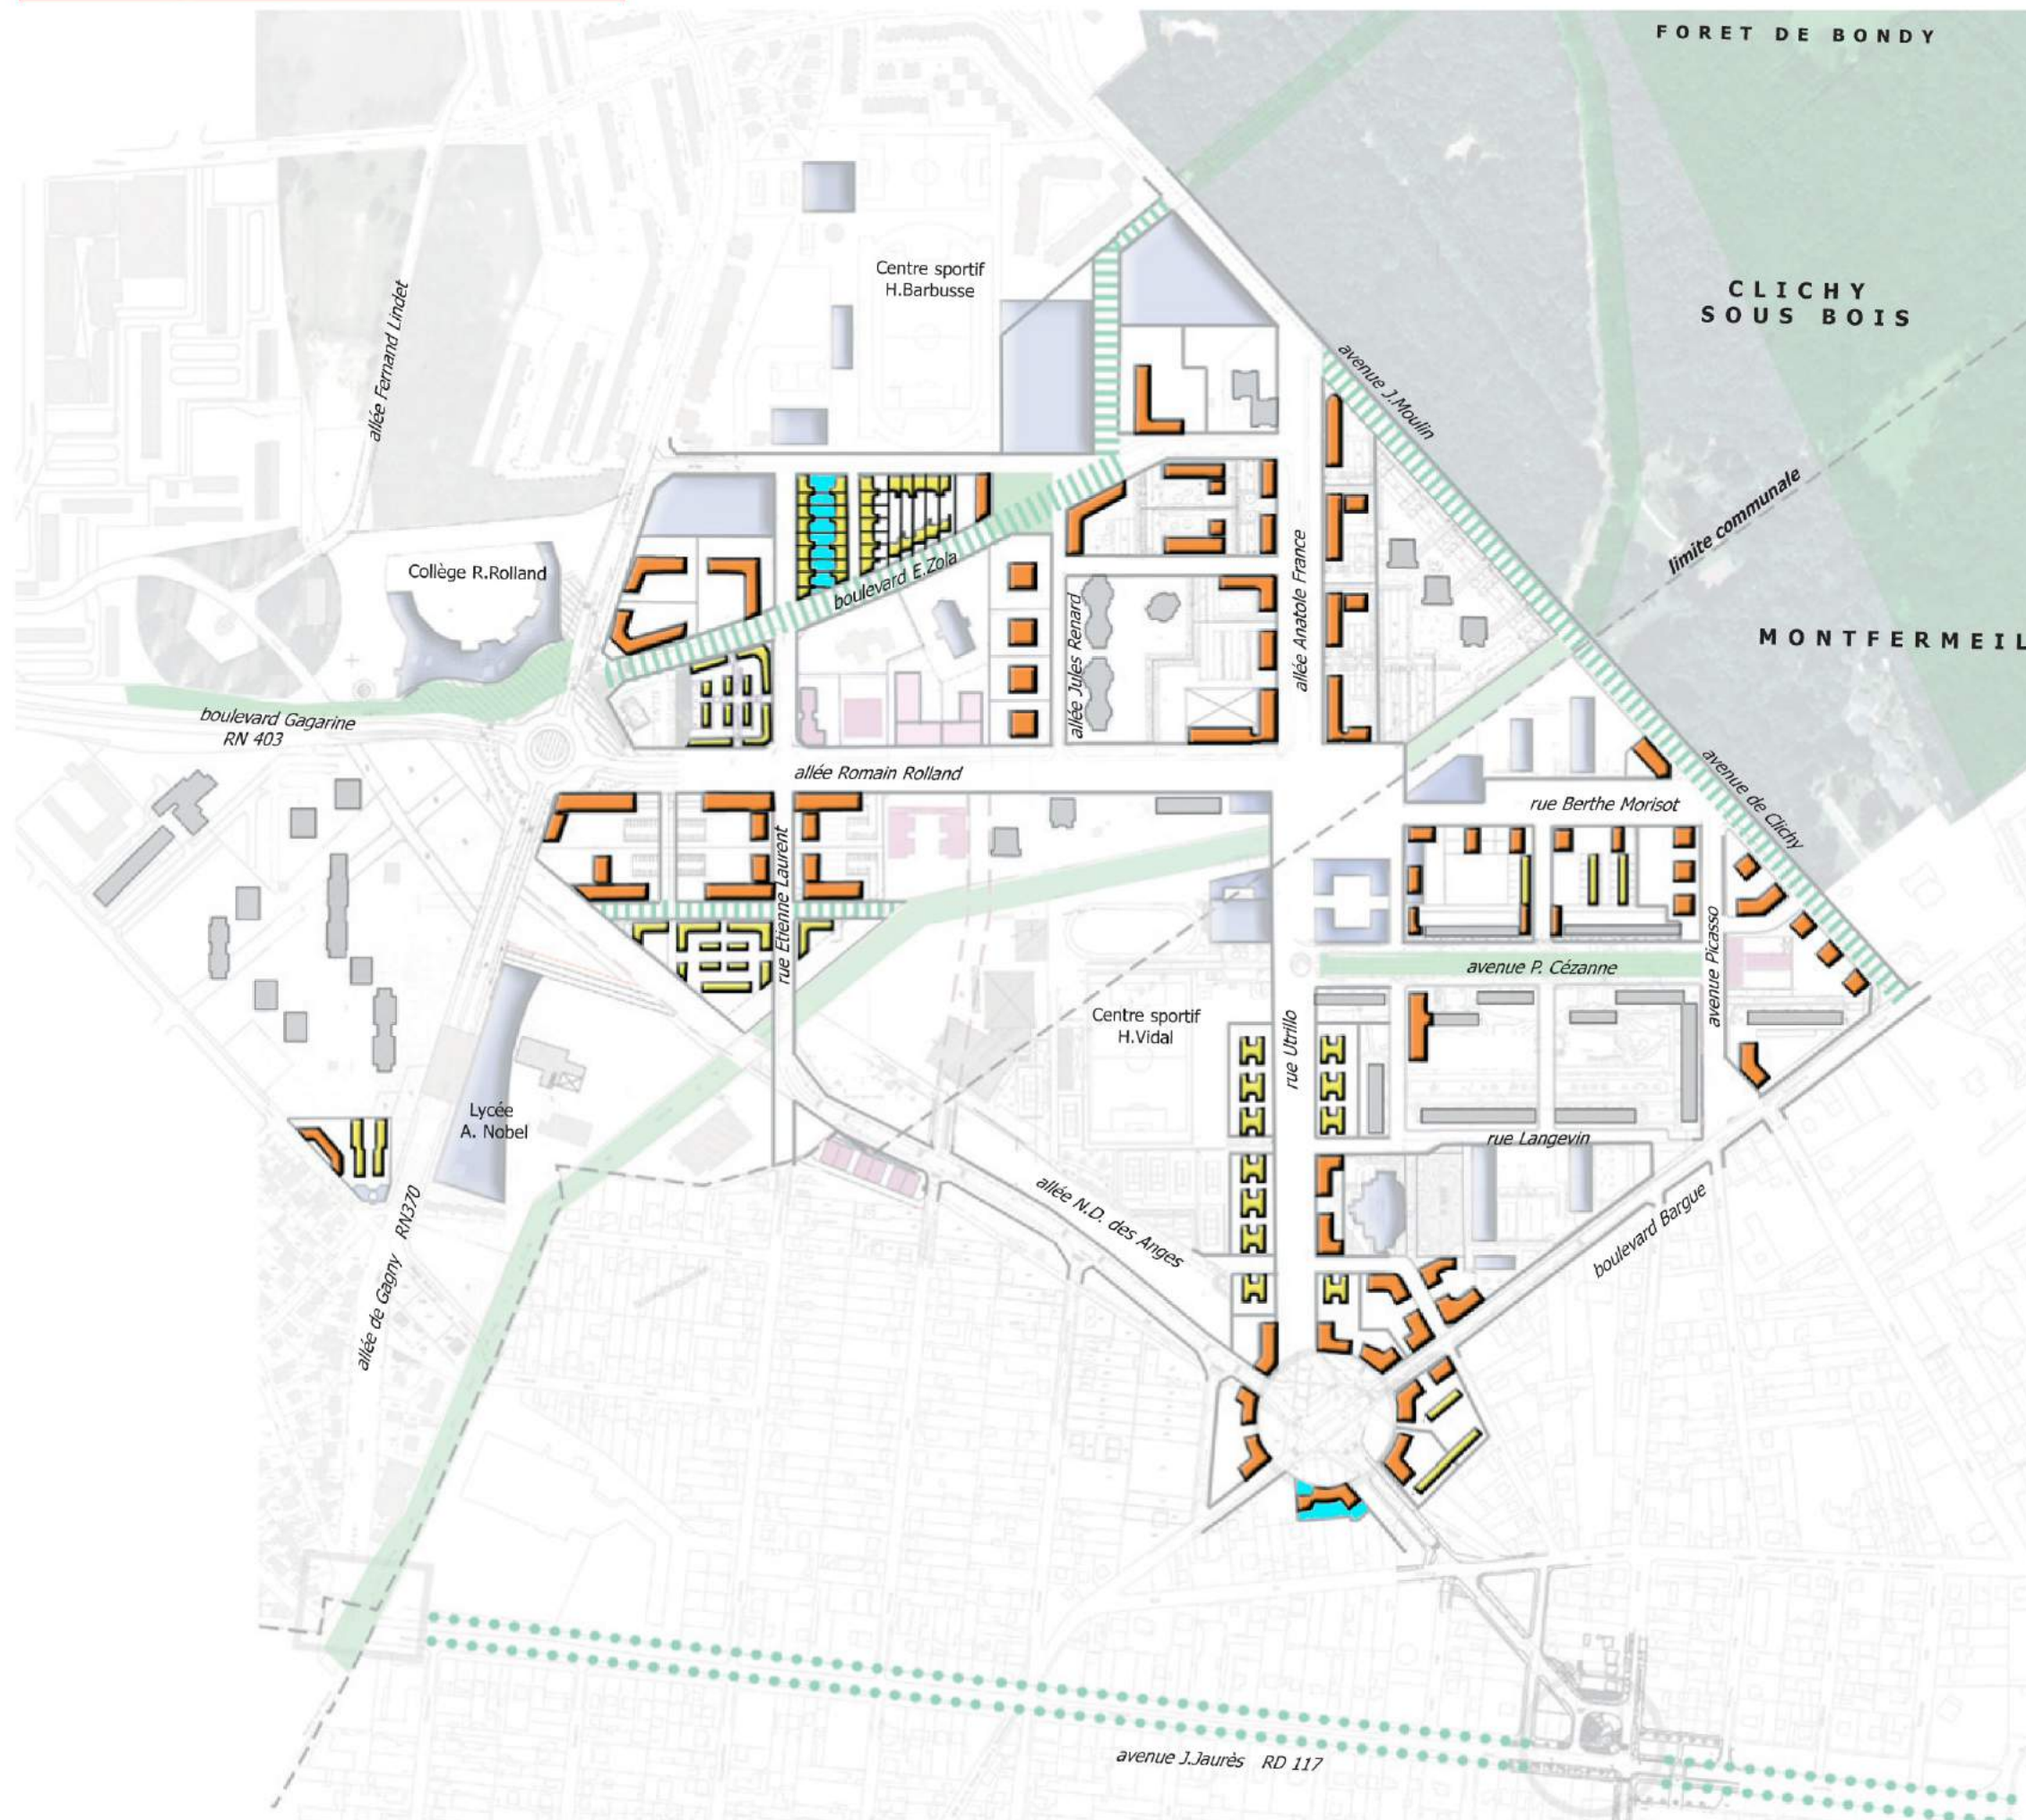 FORET DE BONDY
CLICHY
SOUS BOIS
Centre sportif
H.Barbusse
allée Fernand Lindet
avenue J.Moulin
limite communale
Collège R.Rolland
boulevard E.Zola
allée Anatole France
allée Jules Renard
MONTFERMEIL
boulevard Gagarine
RN 403
allée Romain Rolland
avenue de Clichy
rue Berthe Morisot
rue Etienne Laurent
avenue P. Cézanne
avenue Picasso
Centre sportif
H.Vidal
rue Utrillo
Lycée
A. Nobel
rue Langevin
allée N.D. des Anges
boulevard Bargue
allée de Gagny RN370
avenue J.Jaurès RD 117